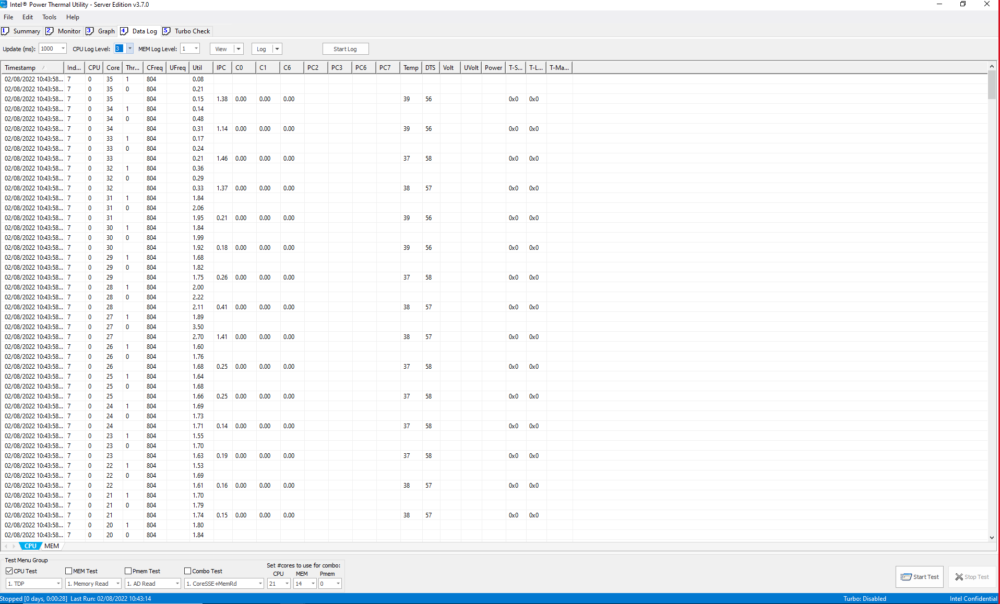 Intel® Power Thermal Utility - Server Edition v3.7.0
File Edit Tools Help
1 Summary 2 Monitor 3 Graph 4 Data Log 5 Turbo Check
Update (ms): 1000 CPU Log Level: 3 MEM Log Level: 1 View Log Start Log
Timestamp Ind... CPU Core Thr... CFreq UFreq Util IPC C0 C1 C6 PC2 PC3 PC6 PC7 Temp DTS Volt UVolt Power T-S... T-L... T-Ma...
02/08/2022 10:43:58... 7 0 35 1 804 0.08
02/08/2022 10:43:58... 7 0 35 0 804 0.21
02/08/2022 10:43:58... 7 0 35 804 0.15 1.38 0.00 0.00 0.00 39 56 0x0 0x0
02/08/2022 10:43:58... 7 0 34 1 804 0.14
02/08/2022 10:43:58... 7 0 34 0 804 0.48
02/08/2022 10:43:58... 7 0 34 804 0.31 1.14 0.00 0.00 0.00 39 56 0x0 0x0
02/08/2022 10:43:58... 7 0 33 1 804 0.17
02/08/2022 10:43:58... 7 0 33 0 804 0.24
02/08/2022 10:43:58... 7 0 33 804 0.21 1.46 0.00 0.00 0.00 37 58 0x0 0x0
02/08/2022 10:43:58... 7 0 32 1 804 0.36
02/08/2022 10:43:58... 7 0 32 0 804 0.29
02/08/2022 10:43:58... 7 0 32 804 0.33 1.37 0.00 0.00 0.00 38 57 0x0 0x0
02/08/2022 10:43:58... 7 0 31 1 804 1.84
02/08/2022 10:43:58... 7 0 31 0 804 2.06
02/08/2022 10:43:58... 7 0 31 804 1.95 0.21 0.00 0.00 0.00 39 56 0x0 0x0
02/08/2022 10:43:58... 7 0 30 1 804 1.84
02/08/2022 10:43:58... 7 0 30 0 804 1.99
02/08/2022 10:43:58... 7 0 30 804 1.92 0.18 0.00 0.00 0.00 39 56 0x0 0x0
02/08/2022 10:43:58... 7 0 29 1 804 1.68
02/08/2022 10:43:58... 7 0 29 0 804 1.82
02/08/2022 10:43:58... 7 0 29 804 1.75 0.26 0.00 0.00 0.00 37 58 0x0 0x0
02/08/2022 10:43:58... 7 0 28 1 804 2.00
02/08/2022 10:43:58... 7 0 28 0 804 2.22
02/08/2022 10:43:58... 7 0 28 804 2.11 0.41 0.00 0.00 0.00 38 57 0x0 0x0
02/08/2022 10:43:58... 7 0 27 1 804 1.89
02/08/2022 10:43:58... 7 0 27 0 804 3.50
02/08/2022 10:43:58... 7 0 27 804 2.70 1.41 0.00 0.00 0.00 38 57 0x0 0x0
02/08/2022 10:43:58... 7 0 26 1 804 1.60
02/08/2022 10:43:58... 7 0 26 0 804 1.76
02/08/2022 10:43:58... 7 0 26 804 1.68 0.25 0.00 0.00 0.00 37 58 0x0 0x0
02/08/2022 10:43:58... 7 0 25 1 804 1.64
02/08/2022 10:43:58... 7 0 25 0 804 1.68
02/08/2022 10:43:58... 7 0 25 804 1.66 0.25 0.00 0.00 0.00 37 58 0x0 0x0
02/08/2022 10:43:58... 7 0 24 1 804 1.69
02/08/2022 10:43:58... 7 0 24 0 804 1.73
02/08/2022 10:43:58... 7 0 24 804 1.71 0.14 0.00 0.00 0.00 37 58 0x0 0x0
02/08/2022 10:43:58... 7 0 23 1 804 1.55
02/08/2022 10:43:58... 7 0 23 0 804 1.70
02/08/2022 10:43:58... 7 0 23 804 1.63 0.19 0.00 0.00 0.00 37 58 0x0 0x0
02/08/2022 10:43:58... 7 0 22 1 804 1.53
02/08/2022 10:43:58... 7 0 22 0 804 1.69
02/08/2022 10:43:58... 7 0 22 804 1.61 0.16 0.00 0.00 0.00 38 57 0x0 0x0
02/08/2022 10:43:58... 7 0 21 1 804 1.70
02/08/2022 10:43:58... 7 0 21 0 804 1.79
02/08/2022 10:43:58... 7 0 21 804 1.74 0.15 0.00 0.00 0.00 38 57 0x0 0x0
02/08/2022 10:43:58... 7 0 20 1 804 1.80
02/08/2022 10:43:58... 7 0 20 0 804 1.84
CPU MEM
Test Menu Group
Set #cores to use for combo:
CPU Test MEM Test Pmem Test Combo Test CPU MEM Pmem
1. TDP 1. Memory Read 1. AD Read 1. CoreSSE+MemRd 21 14 0
Start Test Stop Test
Stopped [0 days, 0:00:28] Last Run: 02/08/2022 10:43:14 Turbo: Disabled Intel Confidential